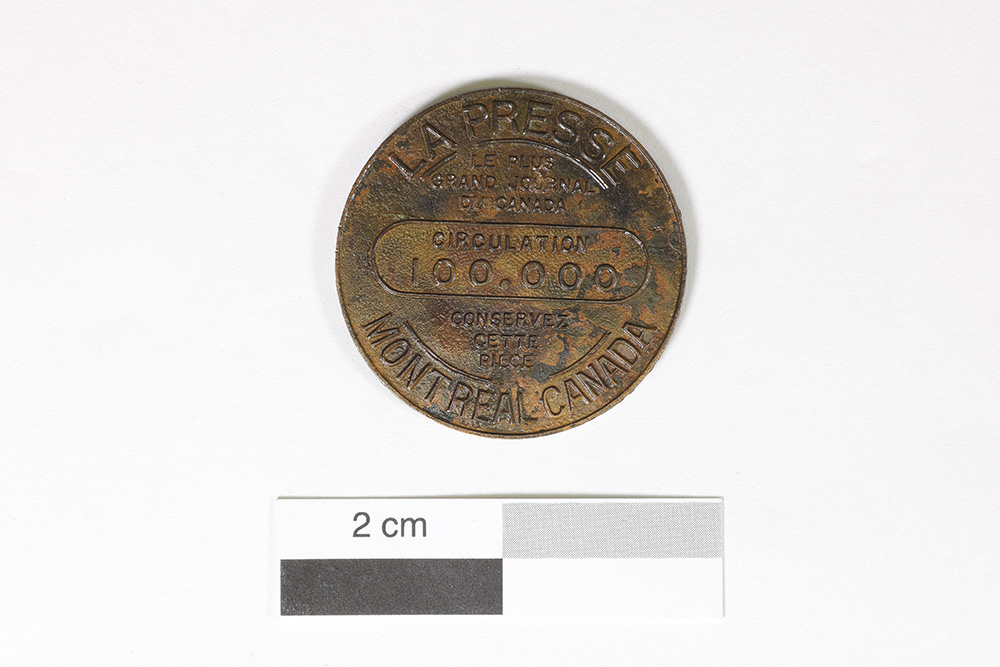 LA PRESSE
LE PLUS
GRAND JOURNAL
DU CANADA
CIRCULATION
100.000
CONSERVEZ
CETTE
PIECE
MONTREAL CANADA
2 cm